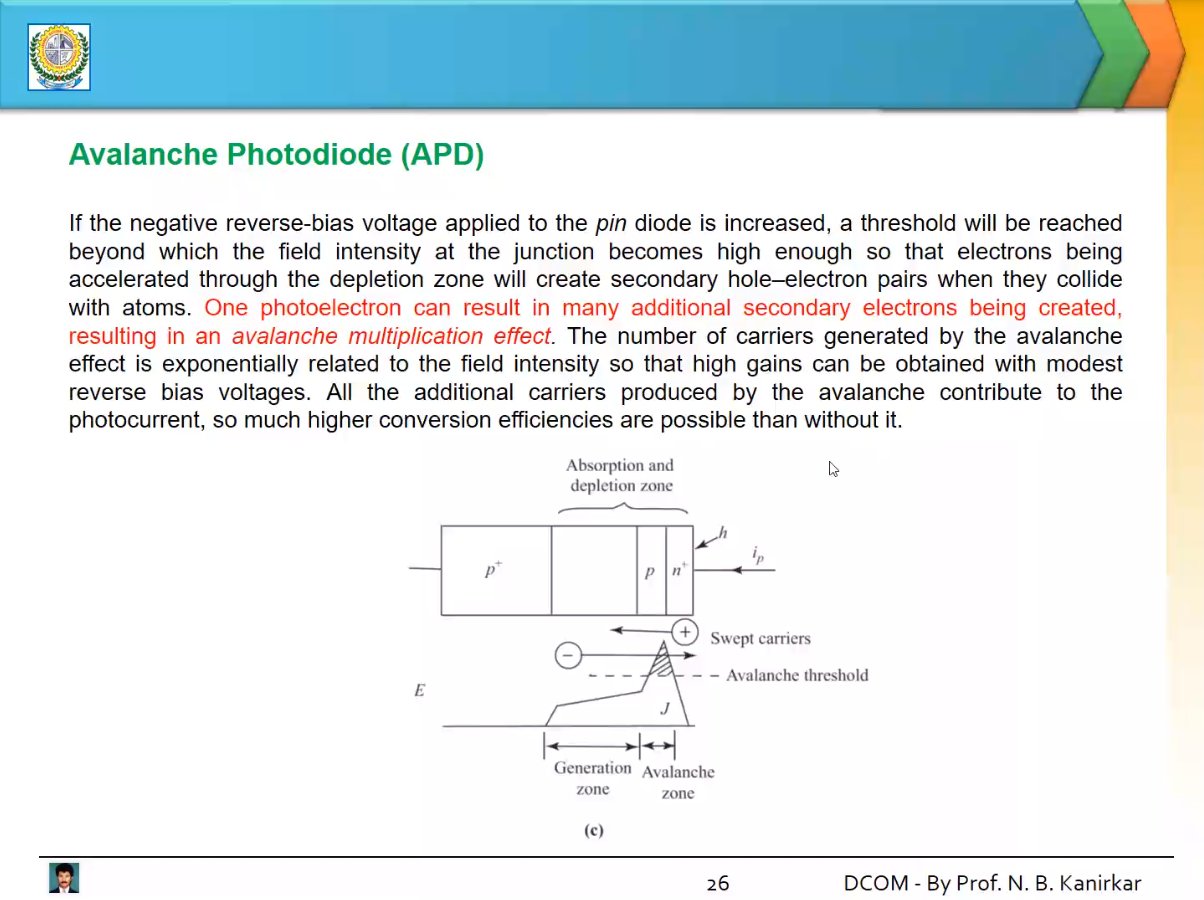 Avalanche Photodiode (APD)
If the negative reverse-bias voltage applied to the pin diode is increased, a threshold will be reached
beyond which the field intensity at the junction becomes high enough so that electrons being
accelerated through the depletion zone will create secondary hole–electron pairs when they collide
with atoms. One photoelectron can result in many additional secondary electrons being created,
resulting in an avalanche multiplication effect. The number of carriers generated by the avalanche
effect is exponentially related to the field intensity so that high gains can be obtained with modest
reverse bias voltages. All the additional carriers produced by the avalanche contribute to the
photocurrent, so much higher conversion efficiencies are possible than without it.
Absorption and
depletion zone
h
p⁺
p
n⁺
iₚ
+
Swept carriers
−
Avalanche threshold
E
J
Generation
zone
Avalanche
zone
(c)
26
DCOM - By Prof. N. B. Kanirkar